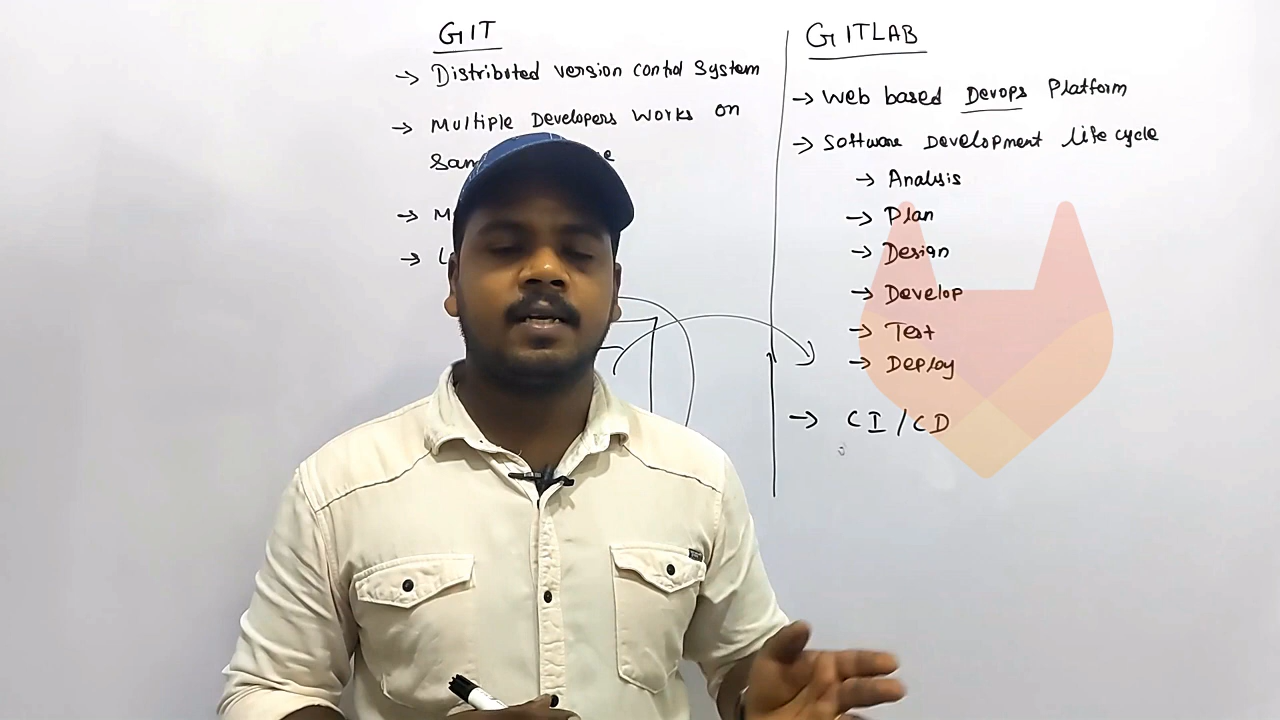 GIT
→ Distributed version control system
→ Multiple Developers works on
→
→
GITLAB
→ Web based Devops Platform
→ Software Development life cycle
→ Analysis
→ Plan
→ Design
→ Develop
→ Test
→ Deploy
→ CI/CD